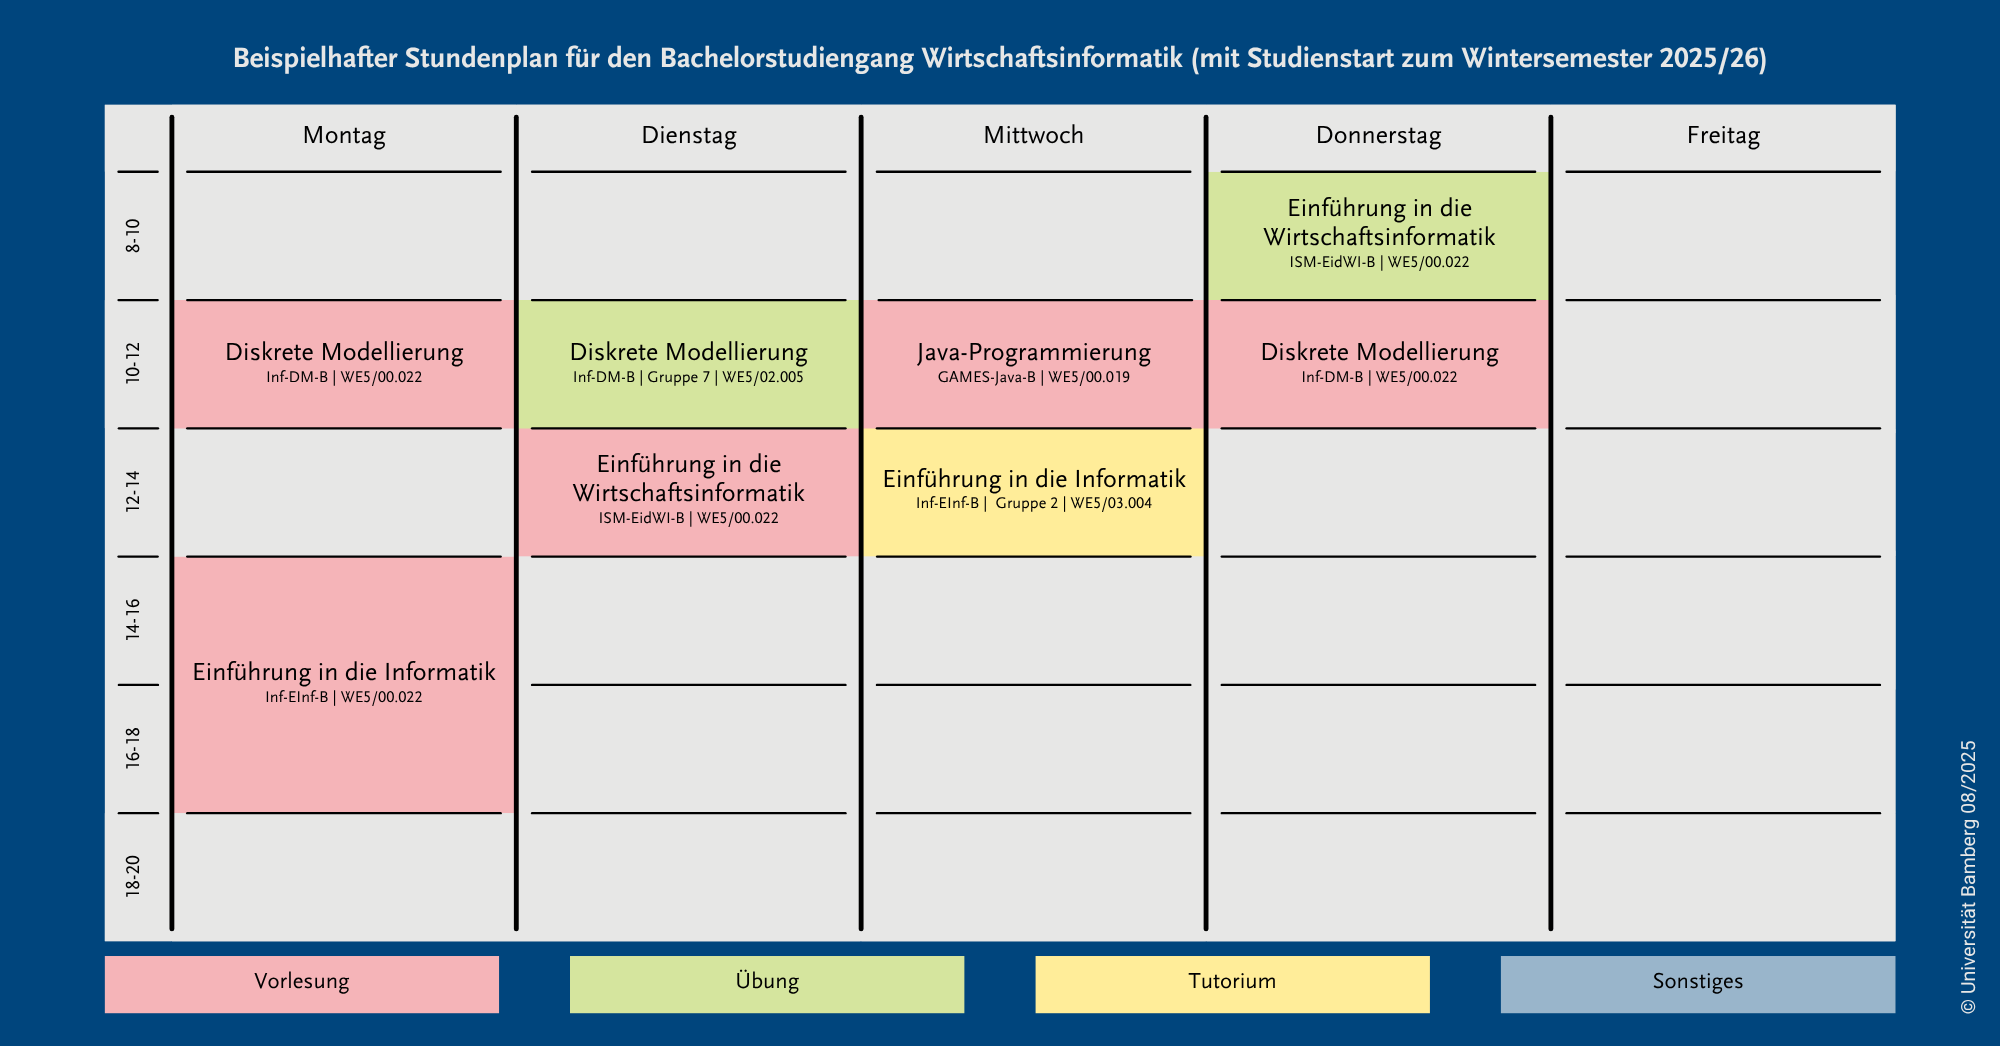 Beispielhafter Stundenplan für den Bachelorstudiengang Wirtschaftsinformatik (mit Studienstart zum Wintersemester 2025/26)
Montag
Dienstag
Mittwoch
Donnerstag
Freitag
8-10
Einführung in die
Wirtschaftsinformatik
ISM-EidWI-B | WE5/00.022
10-12
Diskrete Modellierung
Inf-DM-B | WE5/00.022
Diskrete Modellierung
Inf-DM-B | Gruppe 7 | WE5/02.005
Java-Programmierung
GAMES-Java-B | WE5/00.019
Diskrete Modellierung
Inf-DM-B | WE5/00.022
12-14
Einführung in die
Wirtschaftsinformatik
ISM-EidWI-B | WE5/00.022
Einführung in die Informatik
Inf-EInf-B | Gruppe 2 | WE5/03.004
14-16
Einführung in die Informatik
Inf-EInf-B | WE5/00.022
16-18
18-20
Vorlesung
Übung
Tutorium
Sonstiges
© Universität Bamberg 08/2025